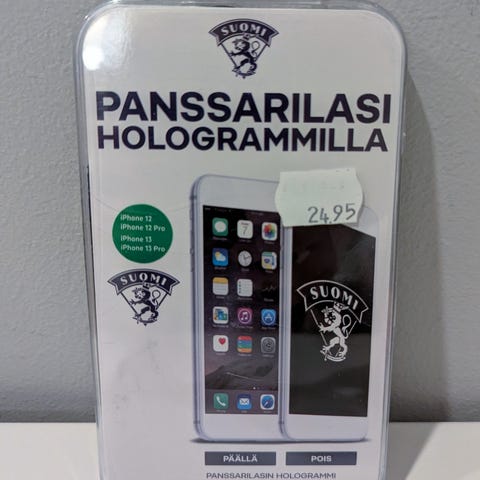 SUOMI
PANSSARILASI
HOLOGRAMMILLA
24.95
iPhone 12
iPhone 12 Pro
iPhone 13
iPhone 13 Pro
SUOMI
SUOMI
PÄÄLLÄ
POIS
PANSSARILASIN HOLOGRAMMI